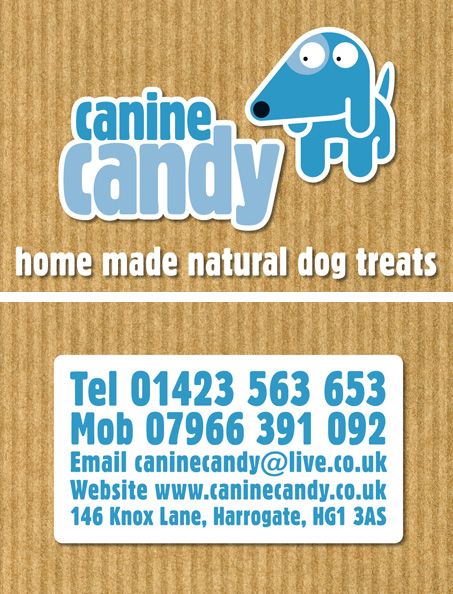 canine
candy
home made natural dog treats
Tel 01423 563 653
Mob 07966 391 092
Email caninecandy@live.co.uk
Website www.caninecandy.co.uk
146 Knox Lane, Harrogate, HG1 3AS